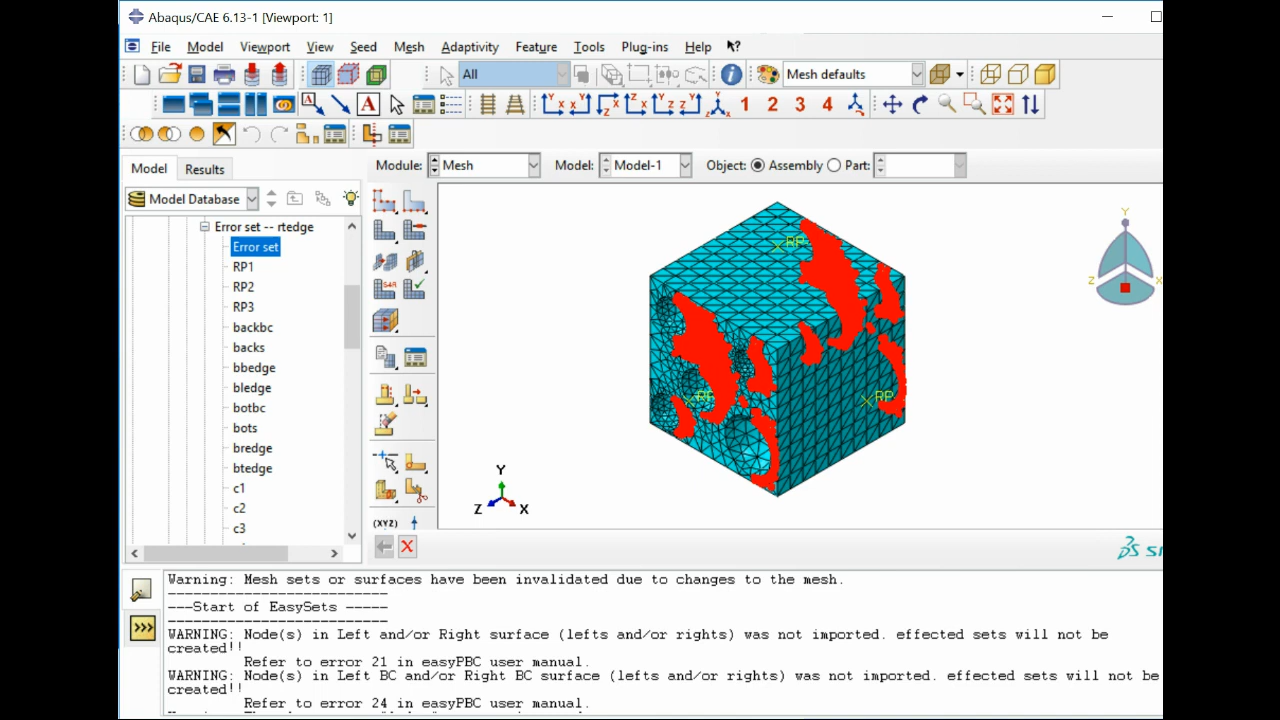 Abaqus/CAE 6.13-1 [Viewport: 1]
File Model Viewport View Seed Mesh Adaptivity Feature Tools Plug-ins Help
All Mesh defaults
1 2 3 4
Model Results Module: Mesh Model: Model-1 Object: Assembly Part:
Model Database
Error set -- rtedge
Error set
RP1
RP2
RP3
backbc
backs
bbedge
bledge
botbc
bots
bredge
btedge
c1
c2
c3
S4R
(XYZ)
RP
RP
RP
Y
Z X
Y
Z X
Warning: Mesh sets or surfaces have been invalidated due to changes to the mesh.
---------------------------
---Start of EasySets -----
---------------------------
WARNING: Node(s) in Left and/or Right surface (lefts and/or rights) was not imported. effected sets will not be
created!!
Refer to error 21 in easyPBC user manual.
WARNING: Node(s) in Left BC and/or Right BC surface (lefts and/or rights) was not imported. effected sets will not be
created!!
Refer to error 24 in easyPBC user manual.